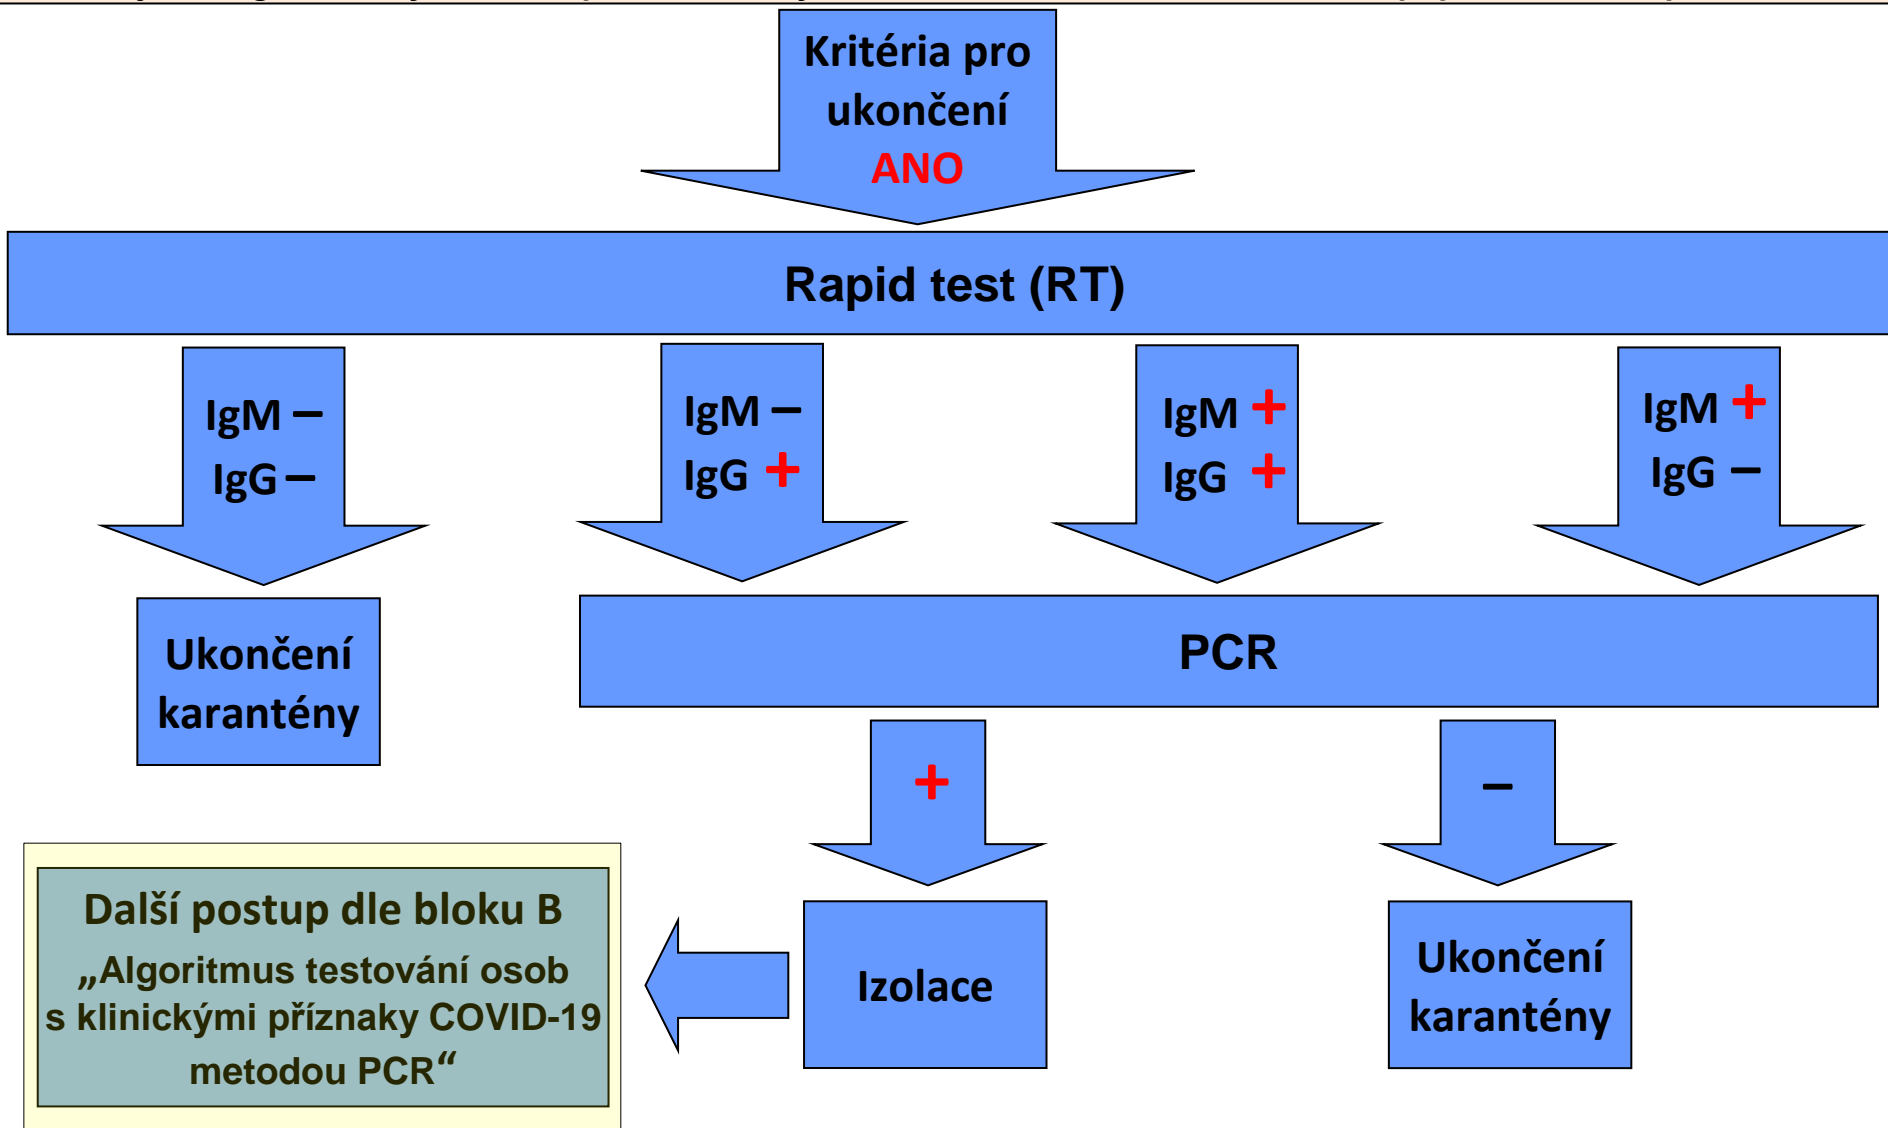 Kritéria pro
ukončení
ANO
Rapid test (RT)
IgM –
IgG –
IgM –
IgG +
IgM +
IgG +
IgM +
IgG –
Ukončení
karantény
PCR
+
–
Další postup dle bloku B
„Algoritmus testování osob
s klinickými příznaky COVID-19
metodou PCR“
Izolace
Ukončení
karantény